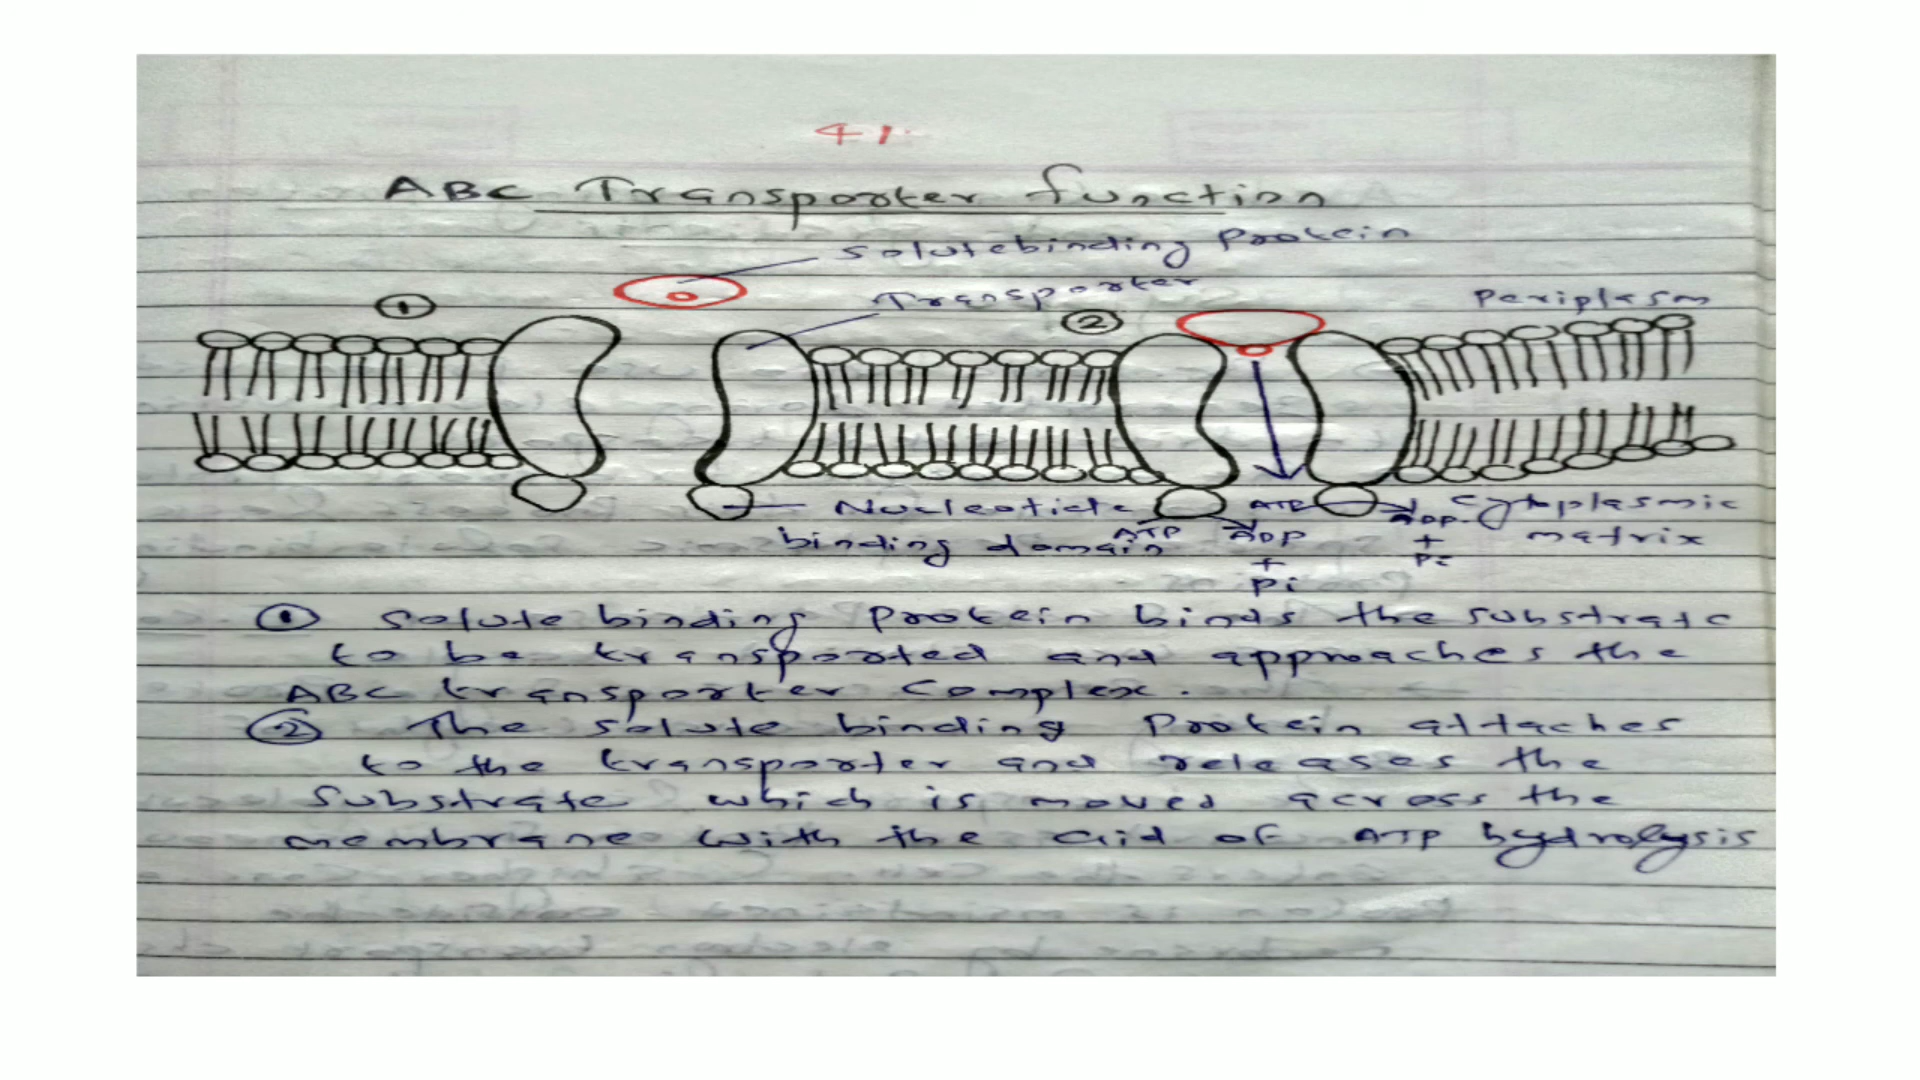 41.
ABC Transporter function
solutebinding Protein
Transporter
Periplasm
①
②
Nucleotide
binding domain
ATP
ADP
+
Pi
ATP
ADP
+
Pi
Cytoplasmic
matrix
① Solute binding Protein binds the substrate
to be transported and approaches the
ABC transporter Complex.
② The solute binding Protein attaches
to the transporter and releases the
Substrate which is moved across the
membrane with the aid of ATP hydrolysis